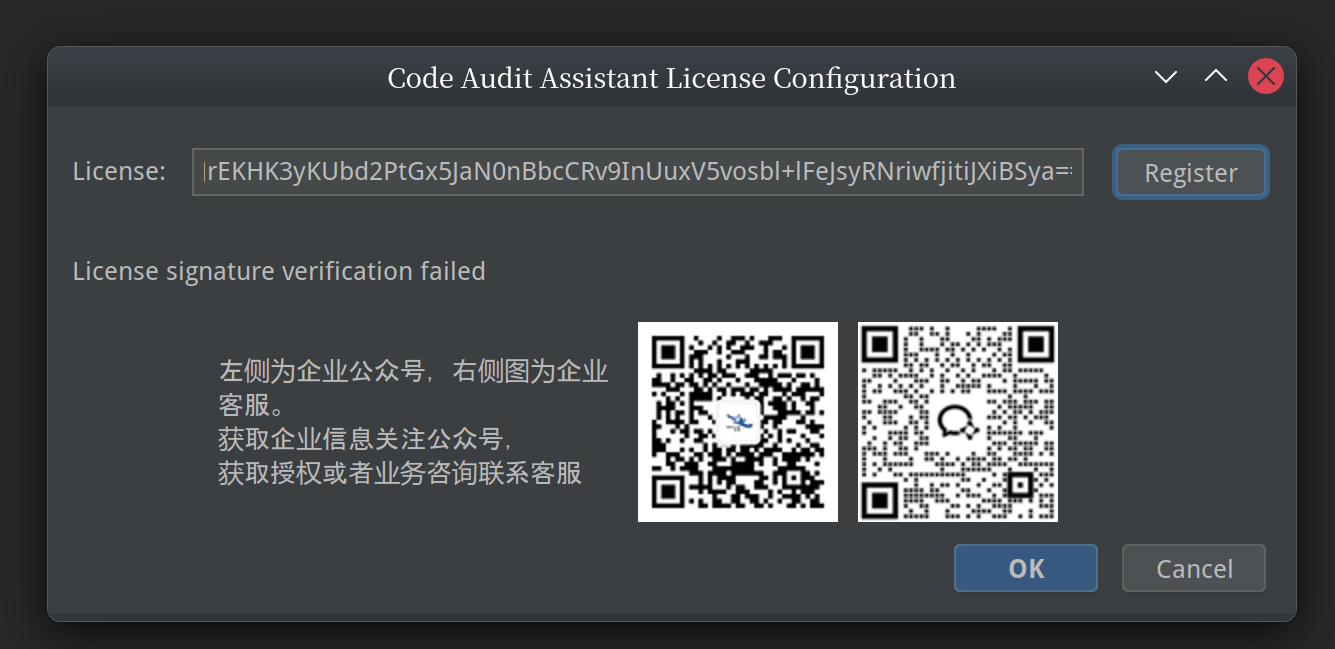 Code Audit Assistant License Configuration
License:
rEKHK3yKUbd2PtGx5JaN0nBbcCRv9InUuxV5vosbl+lFeJsyRNriwfjitiJXiBSya=
Register
License signature verification failed
左侧为企业公众号，右侧图为企业
客服。
获取企业信息关注公众号，
获取授权或者业务咨询联系客服
OK
Cancel